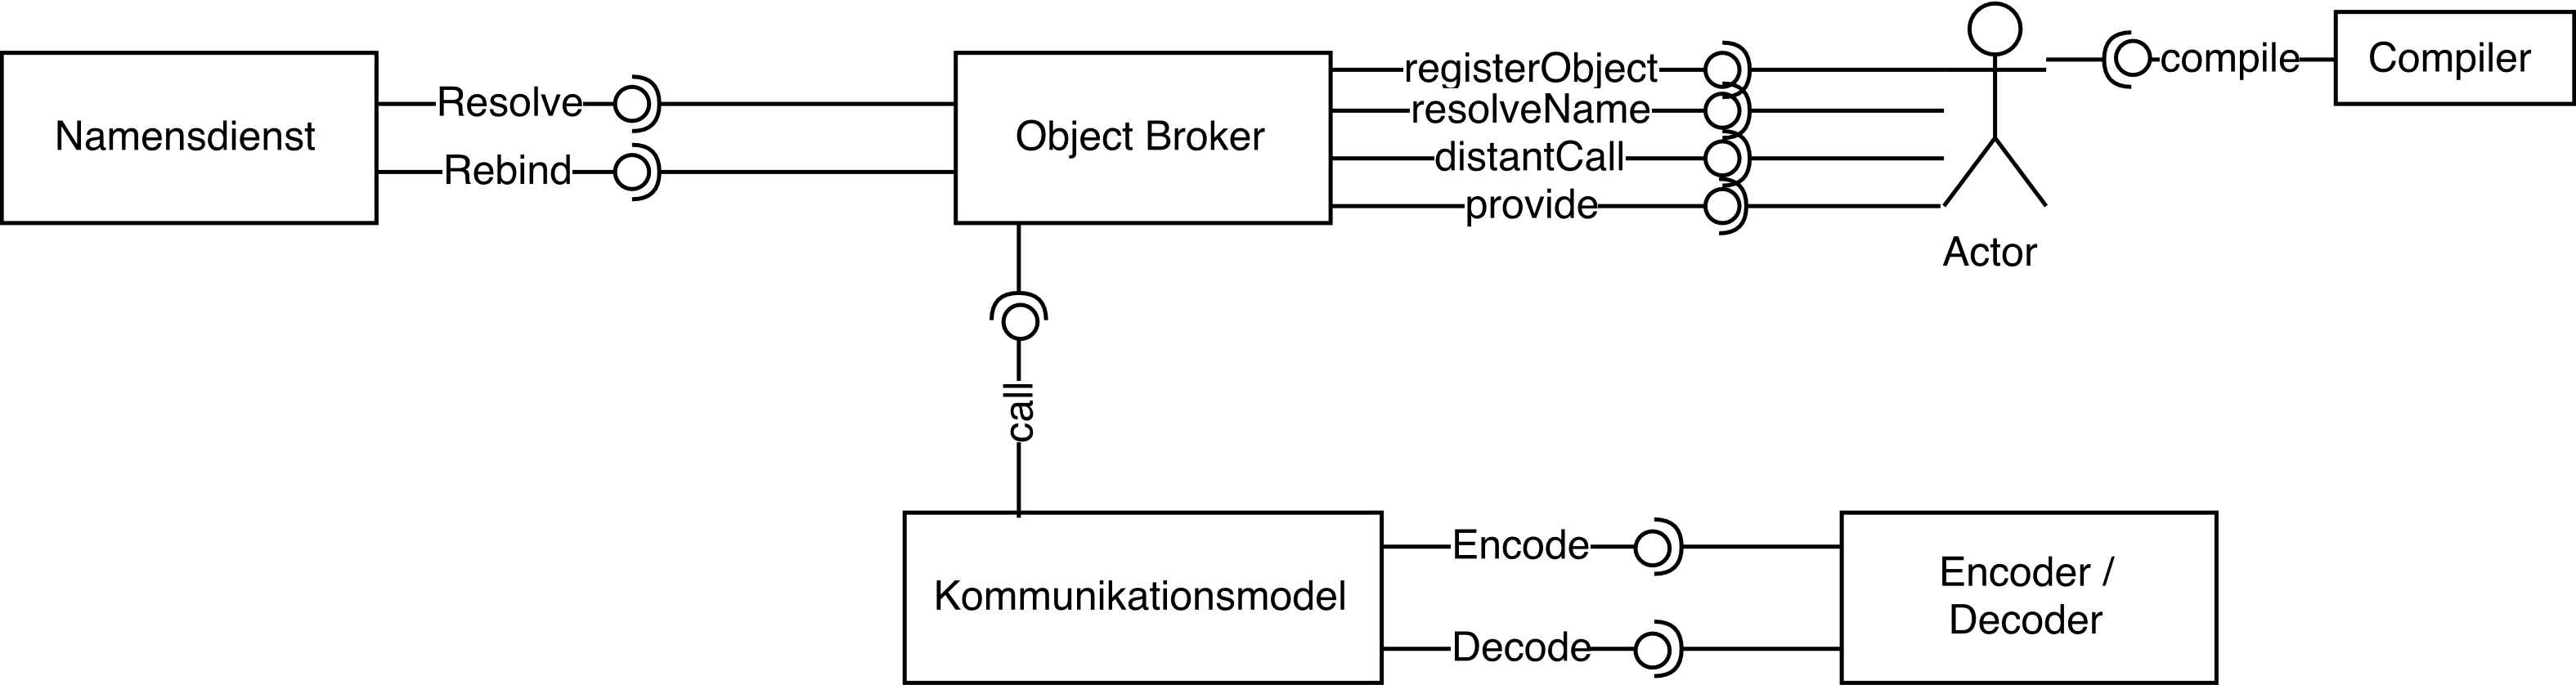 Namensdienst
Resolve
Rebind
Object Broker
registerObject
resolveName
distantCall
provide
Actor
compile
Compiler
call
Kommunikationsmodel
Encode
Decode
Encoder /
Decoder